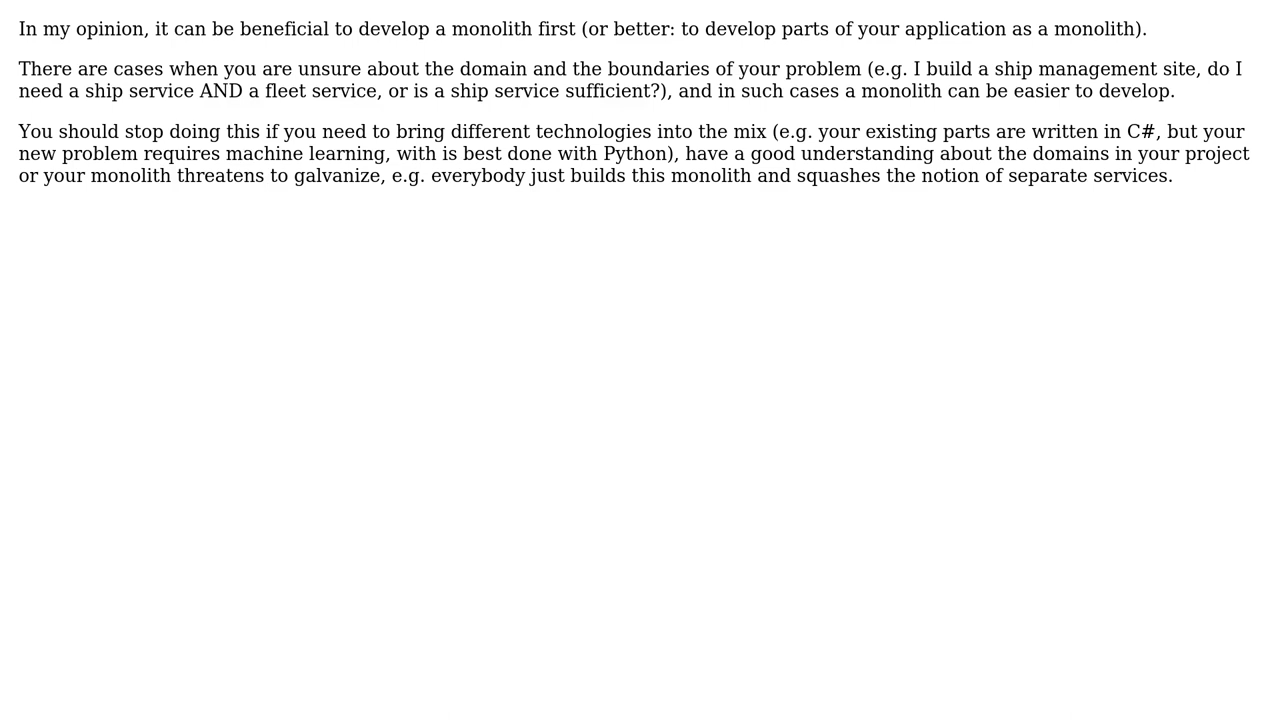 In my opinion, it can be beneficial to develop a monolith first (or better: to develop parts of your application as a monolith).
There are cases when you are unsure about the domain and the boundaries of your problem (e.g. I build a ship management site, do I
need a ship service AND a fleet service, or is a ship service sufficient?), and in such cases a monolith can be easier to develop.
You should stop doing this if you need to bring different technologies into the mix (e.g. your existing parts are written in C#, but your
new problem requires machine learning, with is best done with Python), have a good understanding about the domains in your project
or your monolith threatens to galvanize, e.g. everybody just builds this monolith and squashes the notion of separate services.